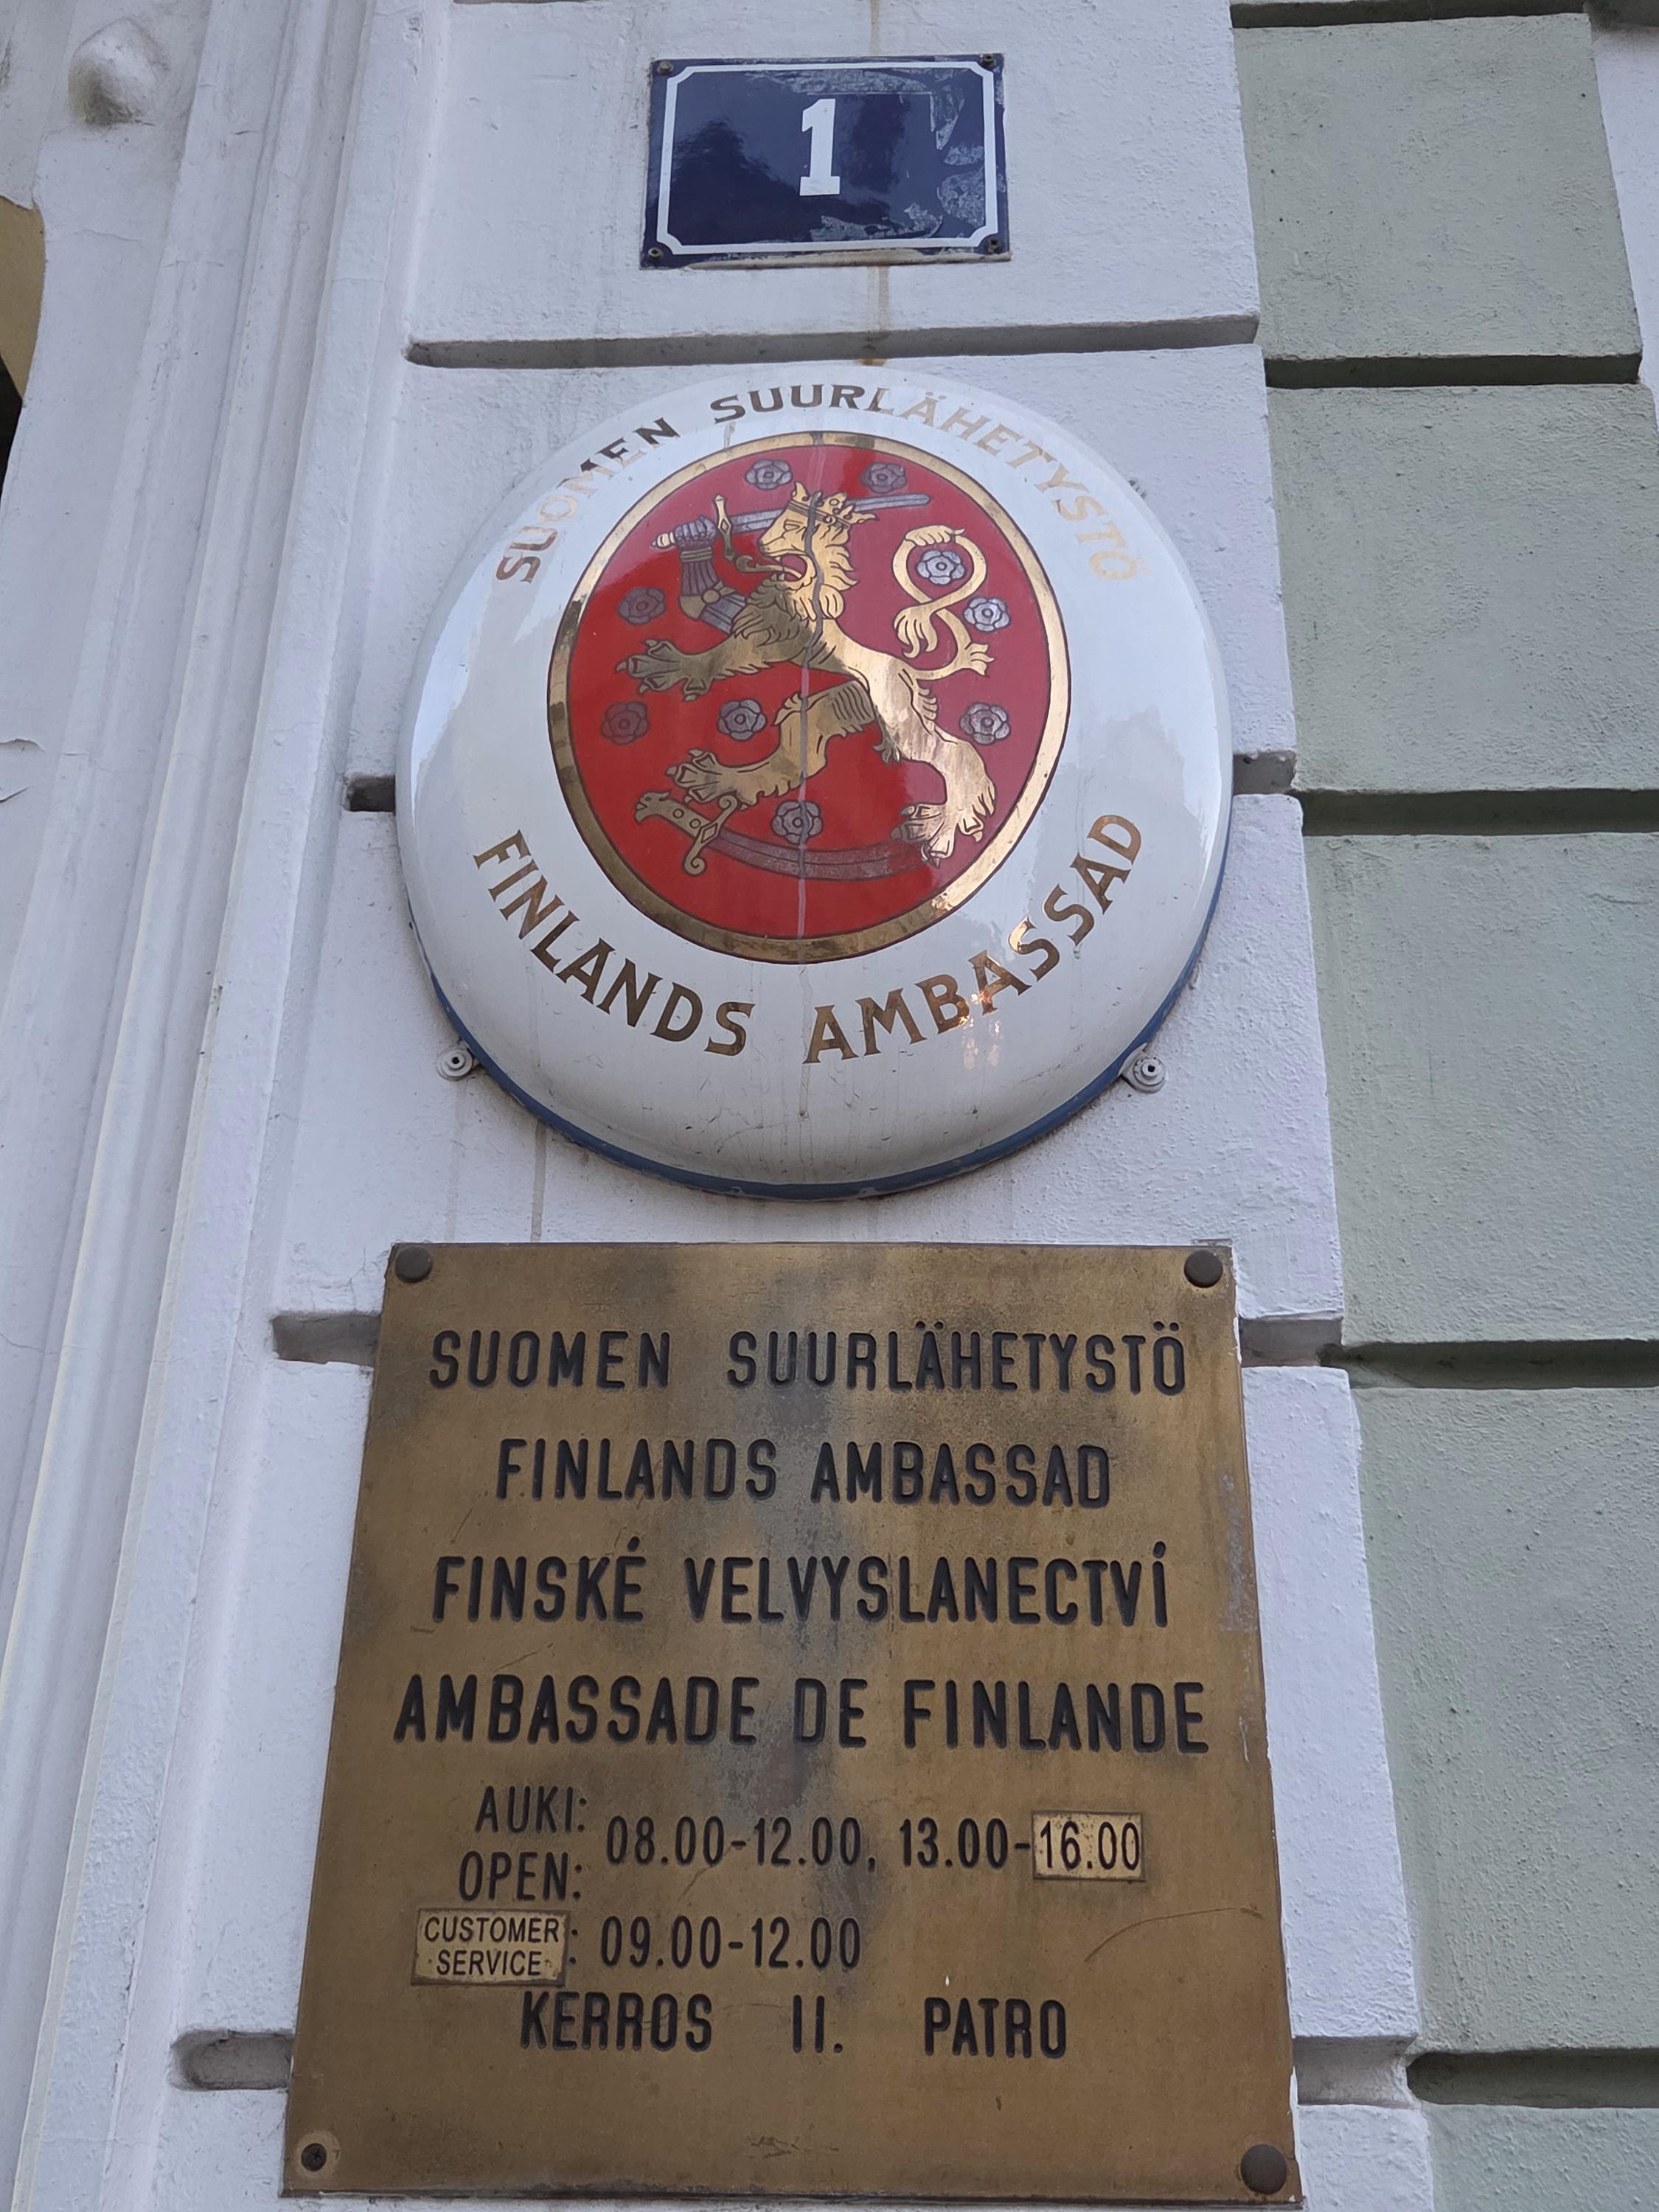 1
SUOMEN SUURLÄHETYSTÖ
FINLANDS AMBASSAD
SUOMEN SUURLÄHETYSTÖ
FINLANDS AMBASSAD
FINSKÉ VELVYSLANECTVÍ
AMBASSADE DE FINLANDE
AUKI:
OPEN: 08.00-12.00, 13.00-16.00
CUSTOMER
SERVICE : 09.00-12.00
KERROS II. PATRO